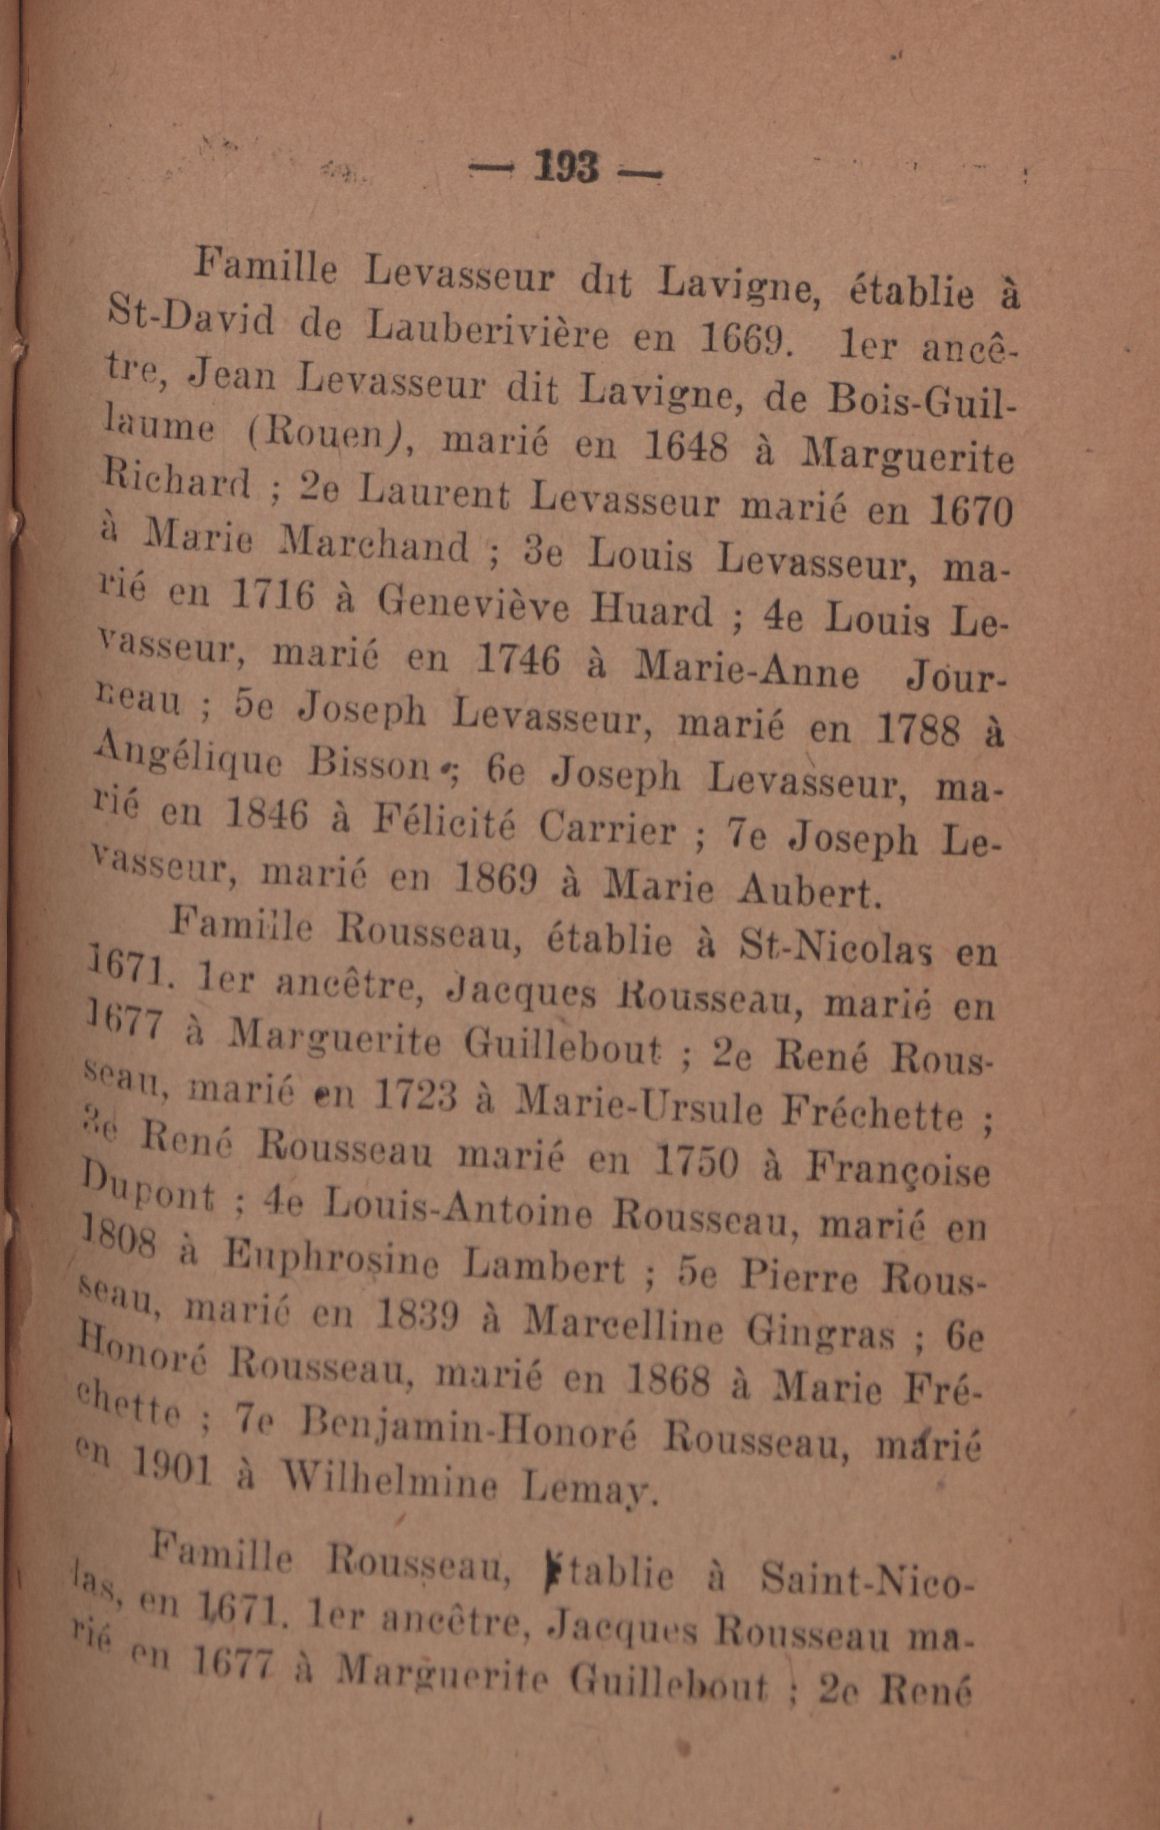 — 193 —
Famille Levasseur dit Lavigne, établie à
St-David de Lauberivière en 1669. 1er ancê-
tre, Jean Levasseur dit Lavigne, de Bois-Guil-
laume (Rouen), marié en 1648 à Marguerite
Richard ; 2e Laurent Levasseur marié en 1670
à Marie Marchand ; 3e Louis Levasseur, ma-
rié en 1716 à Geneviève Huard ; 4e Louis Le-
vasseur, marié en 1746 à Marie-Anne Jour-
neau ; 5e Joseph Levasseur, marié en 1788 à
Angélique Bisson ; 6e Joseph Levasseur, ma-
rié en 1846 à Félicité Carrier ; 7e Joseph Le-
vasseur, marié en 1869 à Marie Aubert.
Famille Rousseau, établie à St-Nicolas en
1671. 1er ancêtre, Jacques Rousseau, marié en
1677 à Marguerite Guillebout ; 2e René Rous-
seau, marié en 1723 à Marie-Ursule Fréchette ;
3e René Rousseau marié en 1750 à Françoise
Dupont ; 4e Louis-Antoine Rousseau, marié en
1808 à Euphrosine Lambert ; 5e Pierre Rous-
seau, marié en 1839 à Marcelline Gingras ; 6e
Honoré Rousseau, marié en 1868 à Marie Fré-
chette ; 7e Benjamin-Honoré Rousseau, marié
en 1901 à Wilhelmine Lemay.
Famille Rousseau, établie à Saint-Nico-
las, en 1671. 1er ancêtre, Jacques Rousseau ma-
rié en 1677 à Marguerite Guillebout ; 2e René